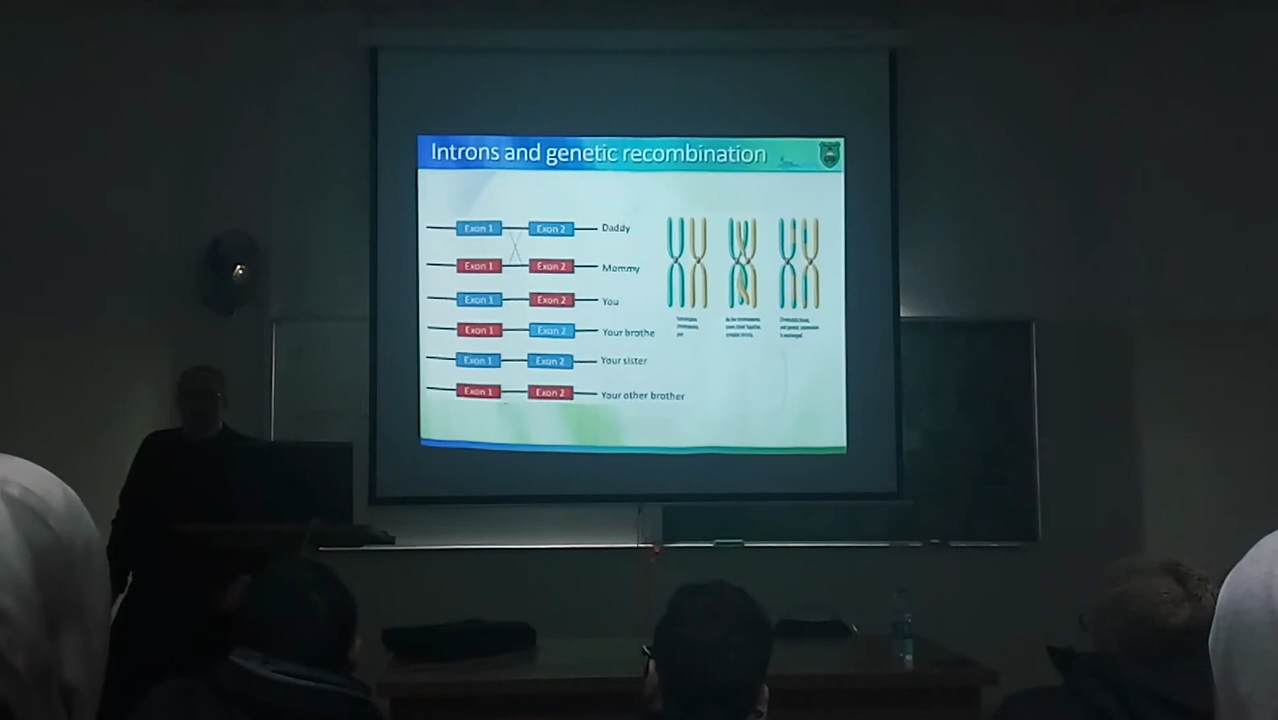 Introns and genetic recombination
Exon 1 Exon 2 Daddy
Exon 1 Exon 2 Mommy
Exon 1 Exon 2 You
Exon 1 Exon 2 Your brothe
Exon 1 Exon 2 Your sister
Exon 1 Exon 2 Your other brother